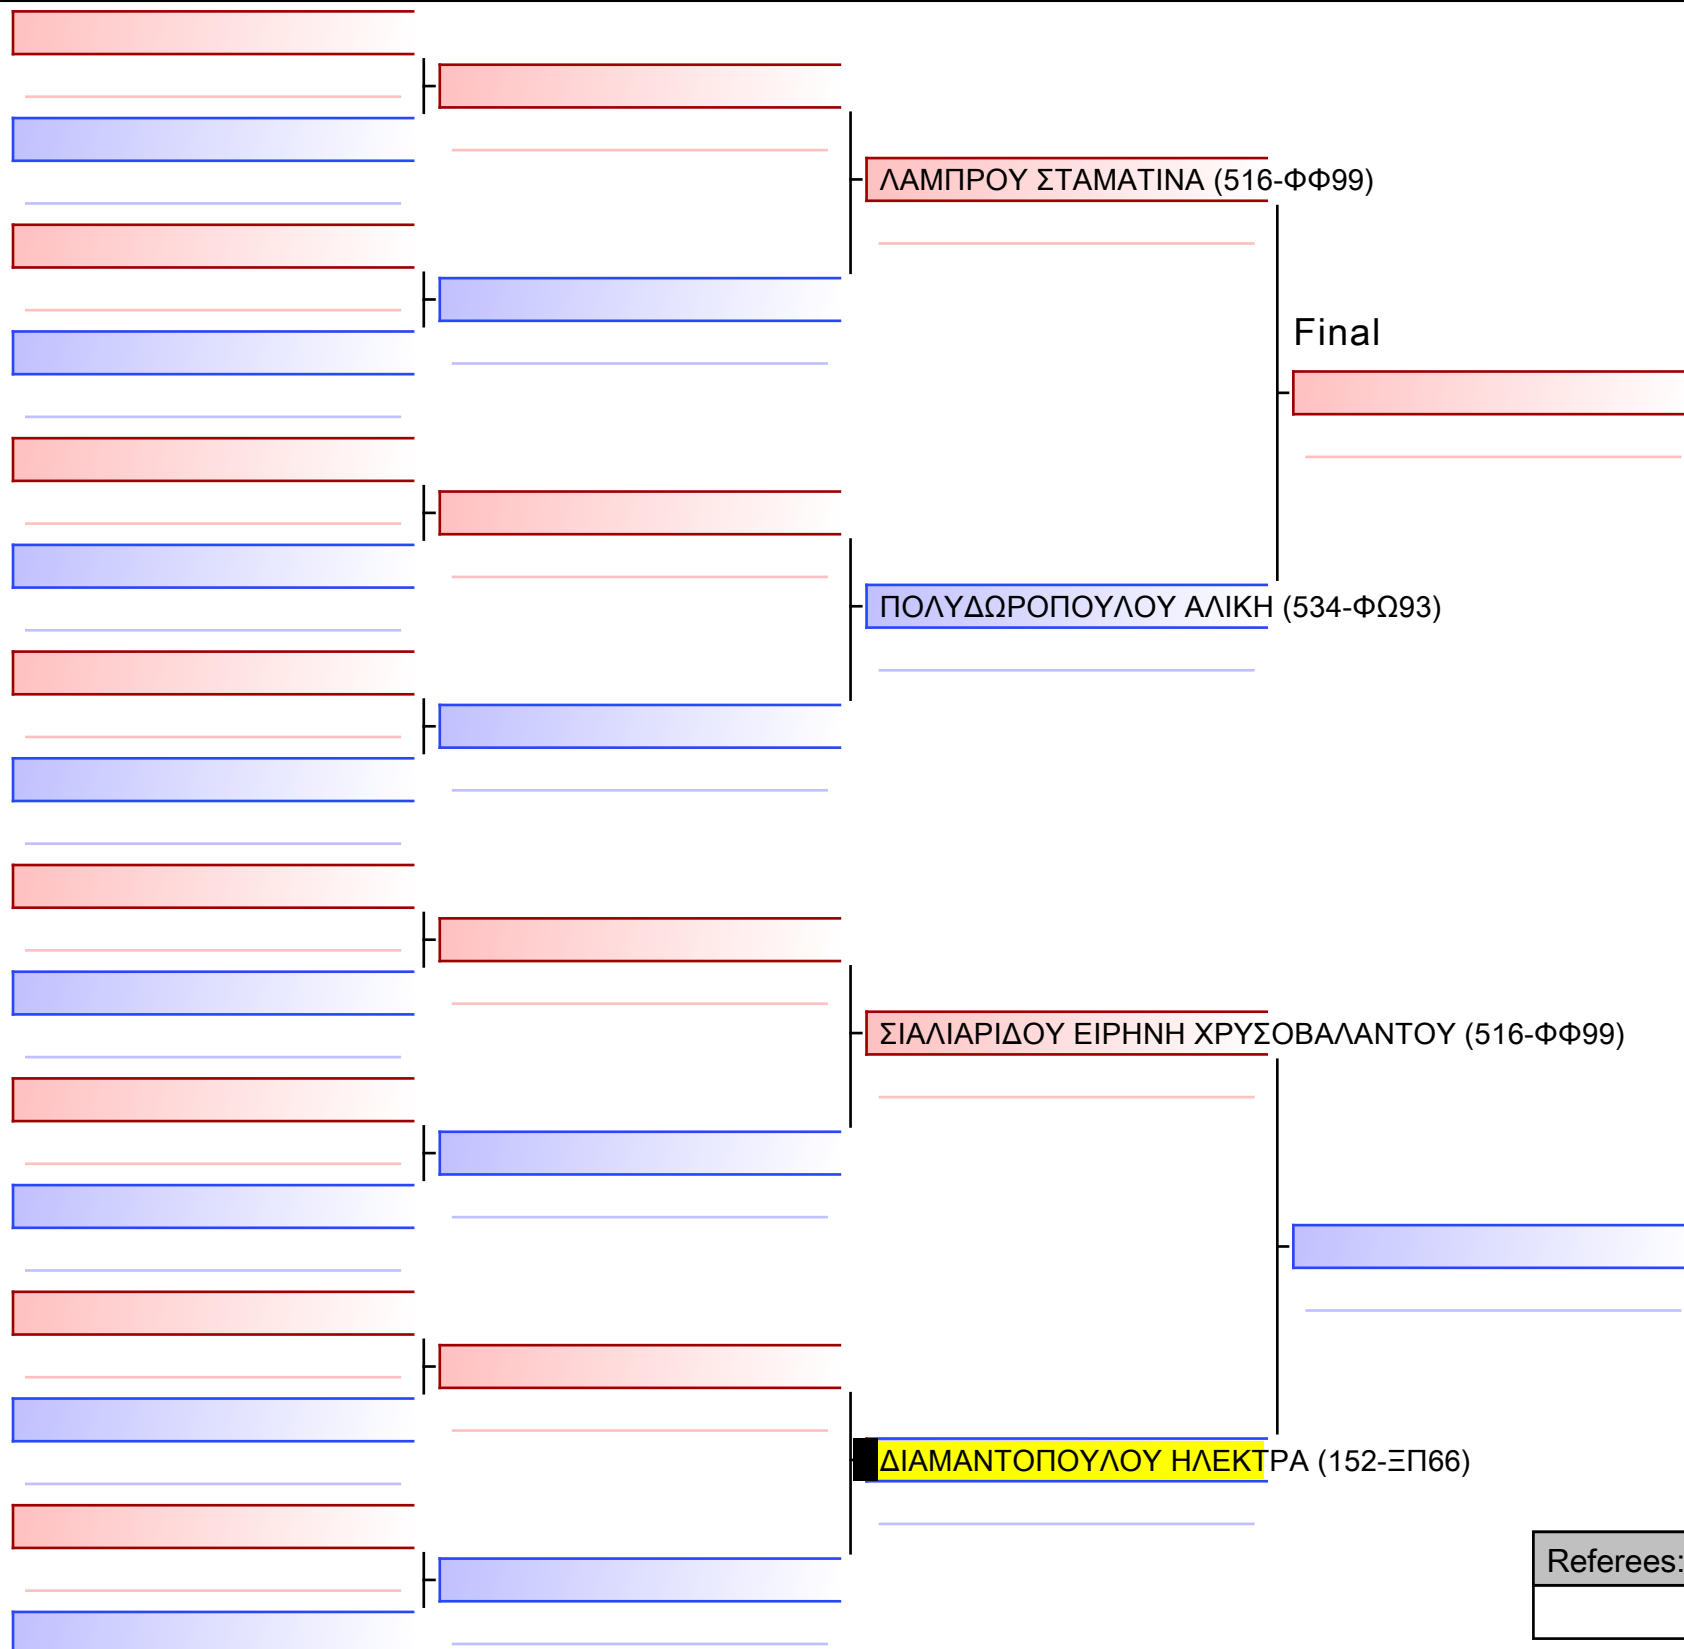 ΛΑΜΠΡΟΥ ΣΤΑΜΑΤΙΝΑ (516-ΦΦ99)
Final
ΠΟΛΥΔΩΡΟΠΟΥΛΟΥ ΑΛΙΚΗ (534-ΦΩ93)
ΣΙΑΛΙΑΡΙΔΟΥ ΕΙΡΗΝΗ ΧΡΥΣΟΒΑΛΑΝΤΟΥ (516-ΦΦ99)
ΔΙΑΜΑΝΤΟΠΟΥΛΟΥ ΗΛΕΚΤΡΑ (152-ΞΠ66)
Referees: